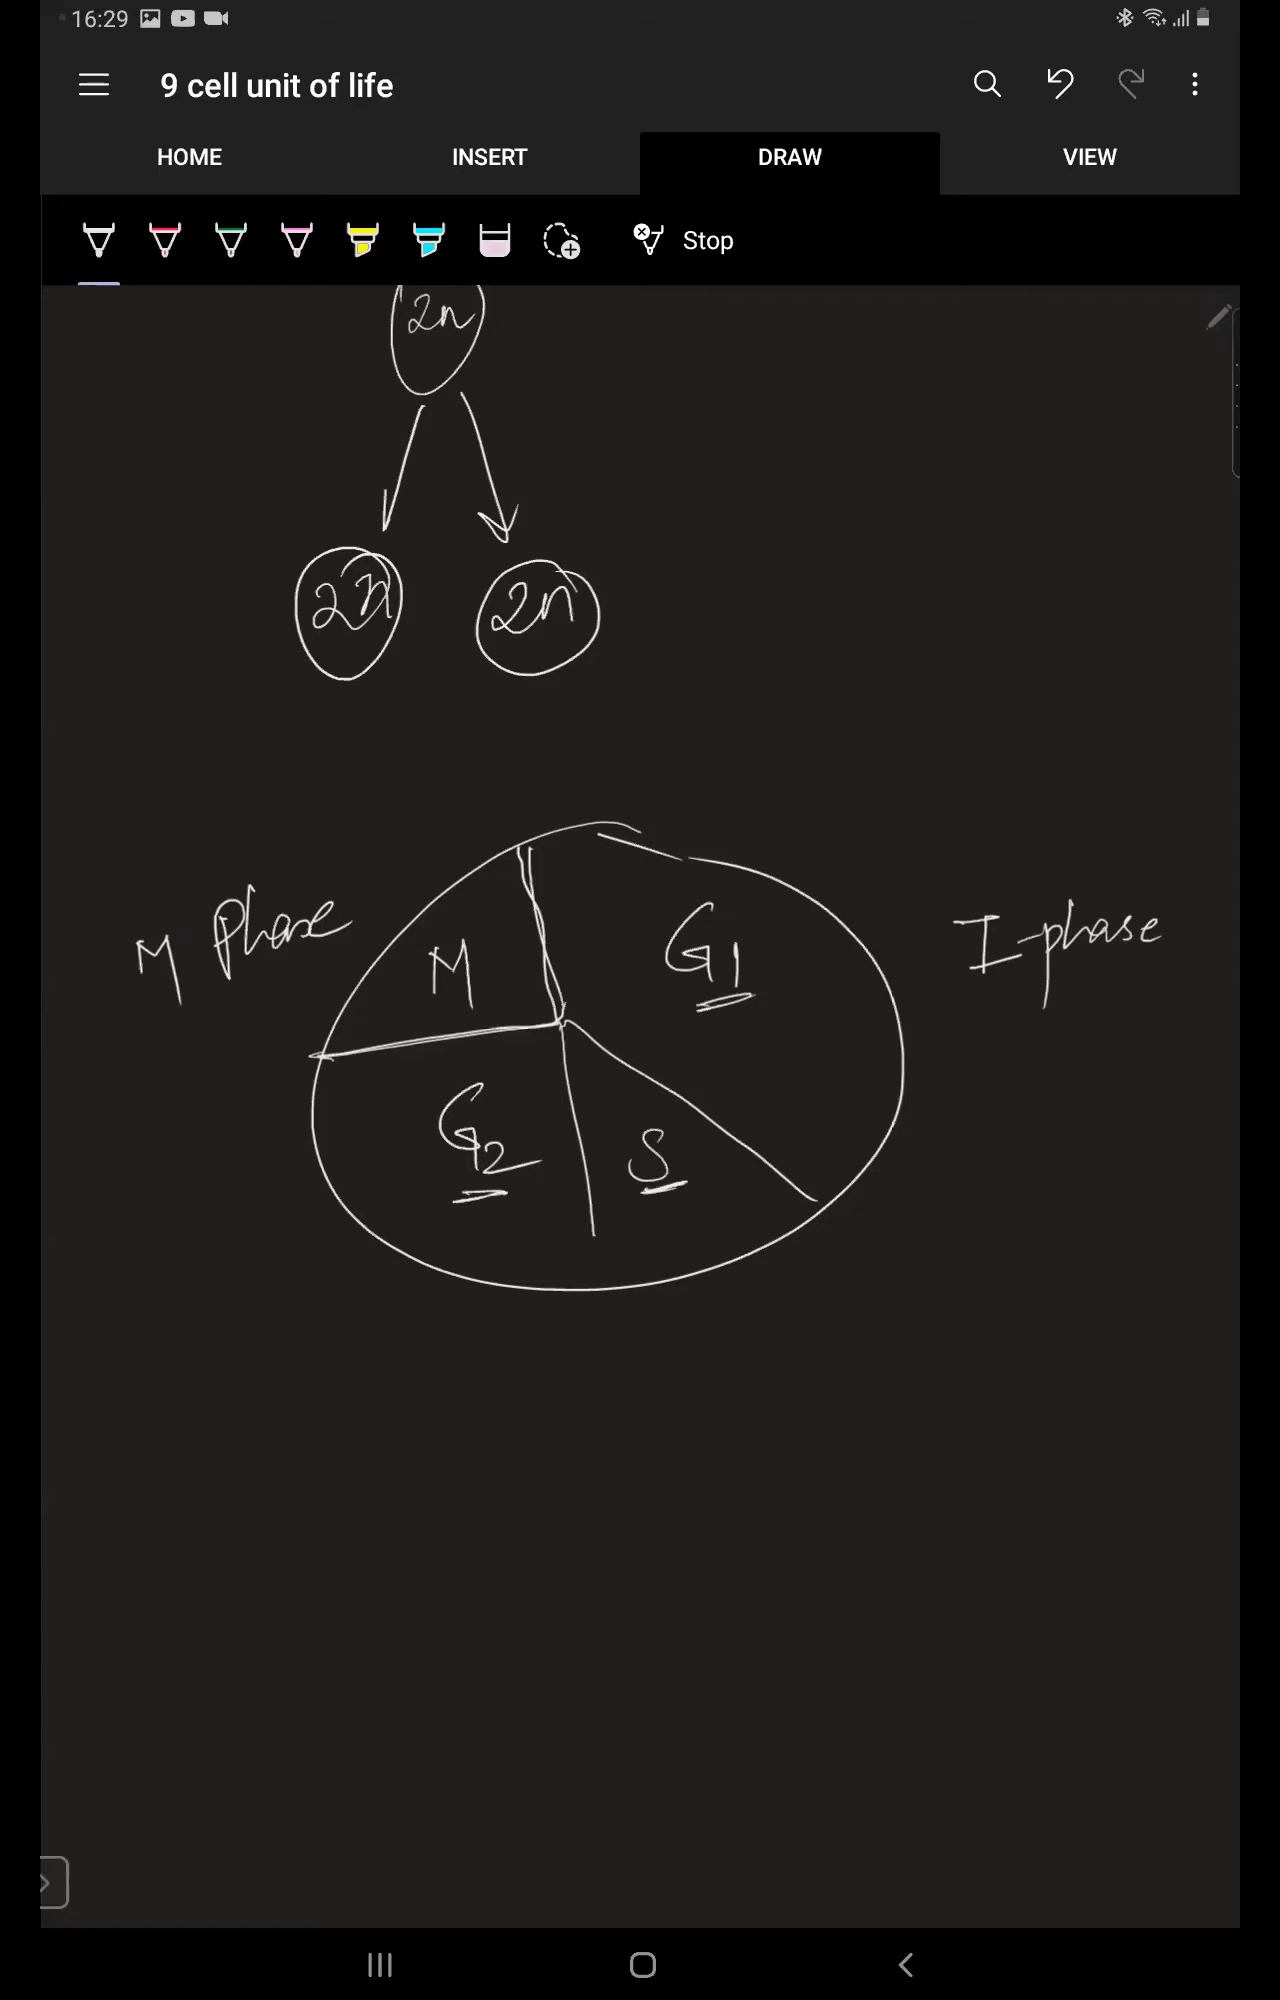 16:29
9 cell unit of life
HOME INSERT DRAW VIEW
Stop
2n
2n 2n
M phase
M
G1
I-phase
G2
S